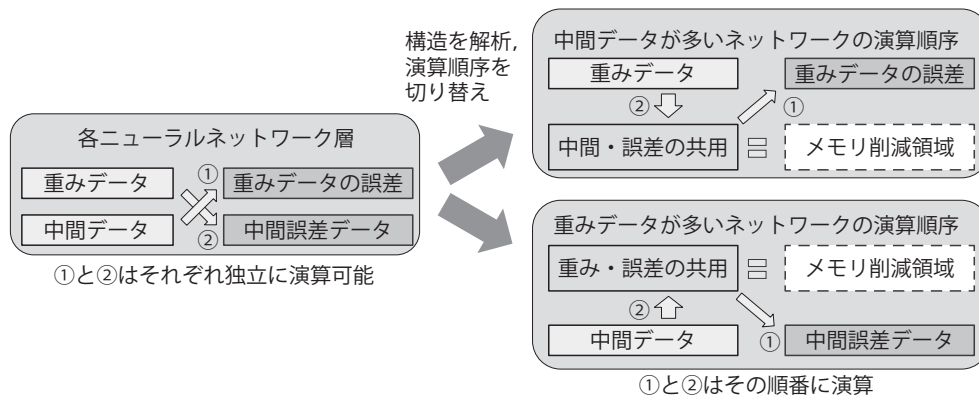 構造を解析,
演算順序を
切り替え
各ニューラルネットワーク層
重みデータ
①
重みデータの誤差
中間データ
②
中間誤差データ
①と②はそれぞれ独立に演算可能
中間データが多いネットワークの演算順序
重みデータ
重みデータの誤差
②
①
中間・誤差の共用
メモリ削減領域
重みデータが多いネットワークの演算順序
重み・誤差の共用
メモリ削減領域
②
中間データ
①
中間誤差データ
①と②はその順番に演算